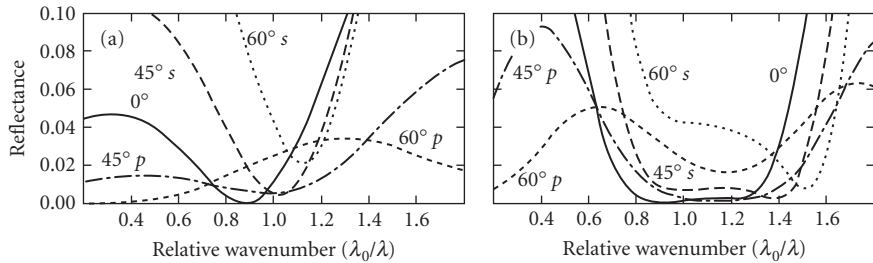 0.10
0.08
0.06
0.04
0.02
0.00
Reflectance
(a)
60° s
45° s
0°
45° p
60° p
0.4 0.6 0.8 1.0 1.2 1.4 1.6
Relative wavenumber (λ₀/λ)
(b)
45° p
60° s
0°
60° p
45° s
0.4 0.6 0.8 1.0 1.2 1.4 1.6
Relative wavenumber (λ₀/λ)